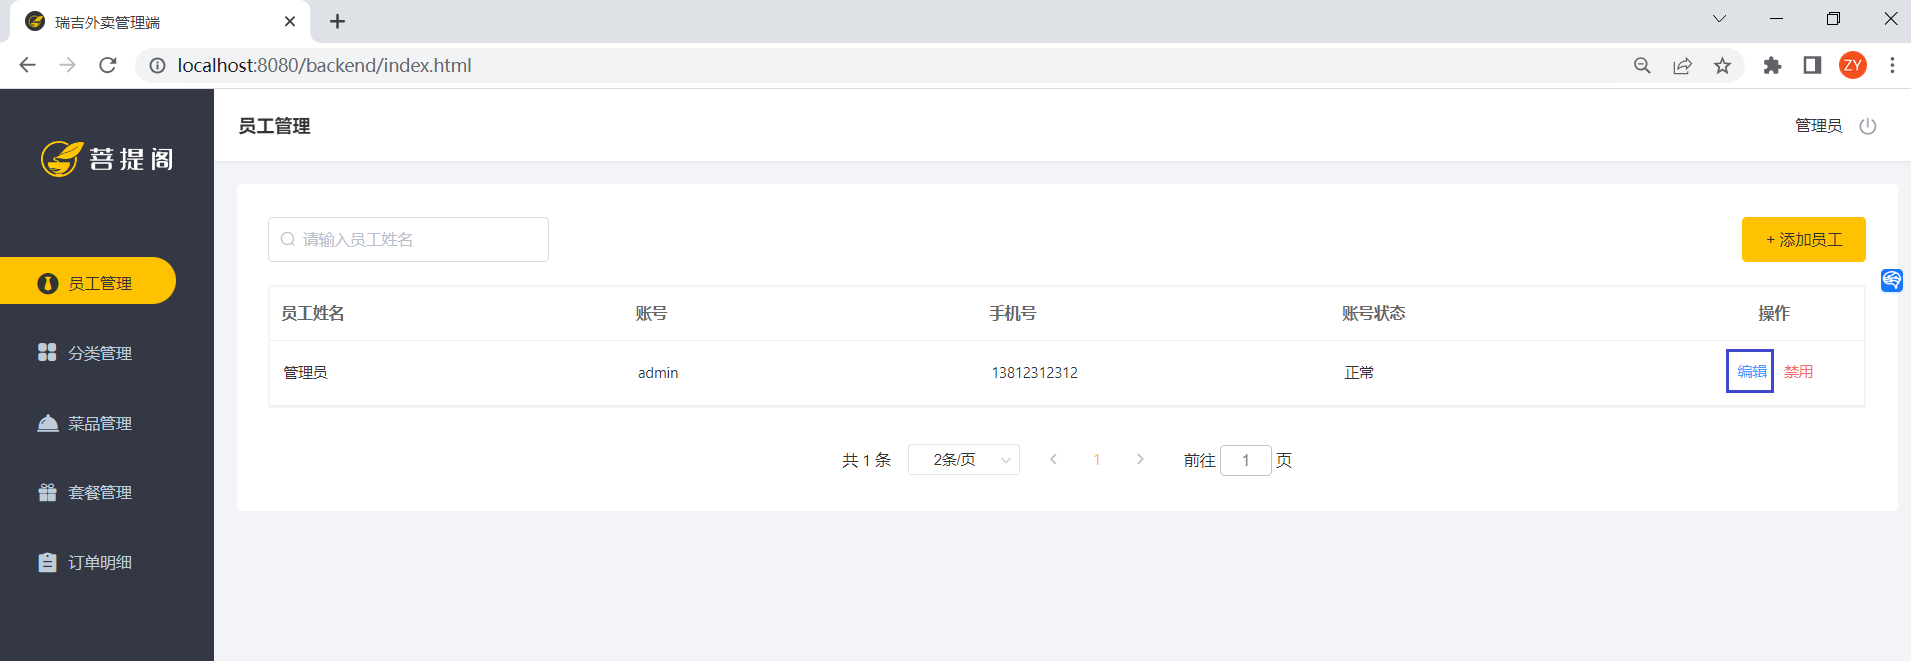 瑞吉外卖管理端
localhost:8080/backend/index.html
ZY
菩提阁
员工管理
管理员
员工管理
分类管理
菜品管理
套餐管理
订单明细
请输入员工姓名
+ 添加员工
员工姓名 账号 手机号 账号状态 操作
管理员 admin 13812312312 正常 编辑 禁用
共 1 条 2条/页 1 前往 1 页